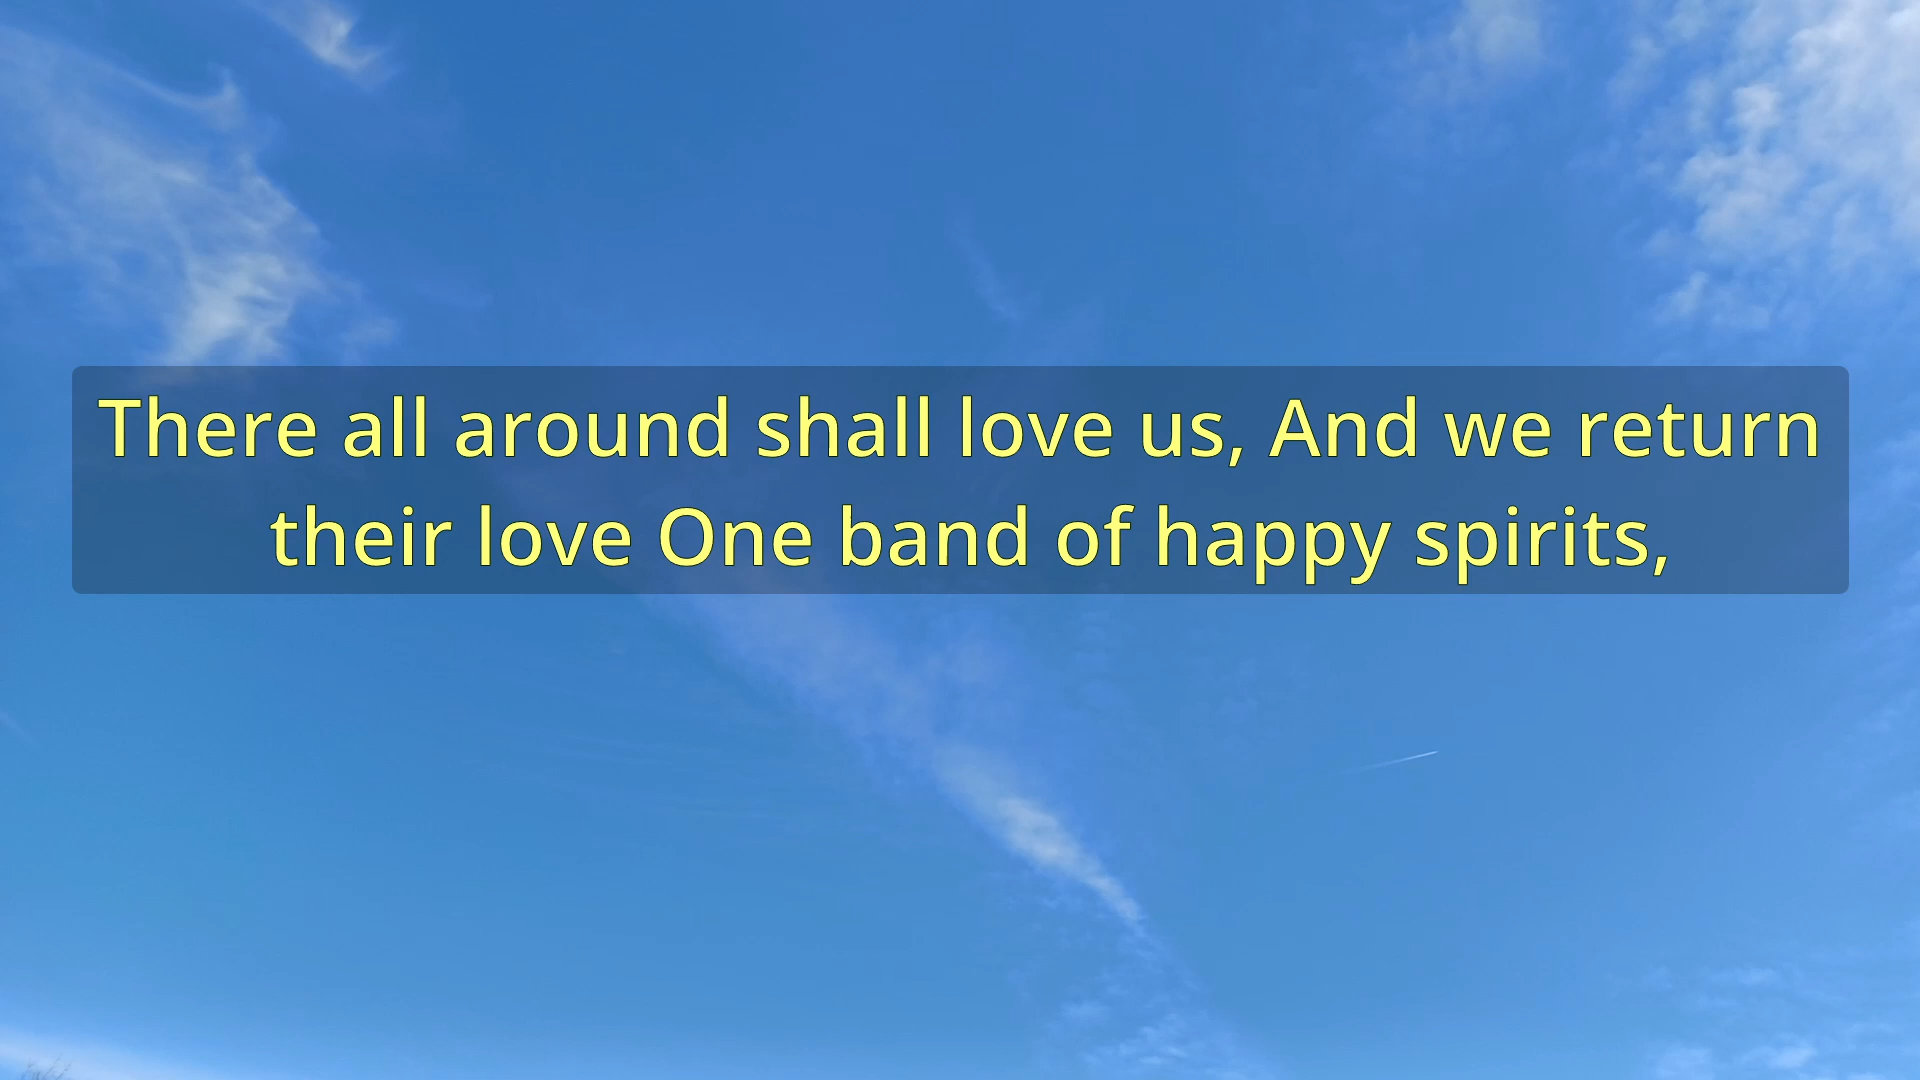 There all around shall love us, And we return
their love One band of happy spirits,